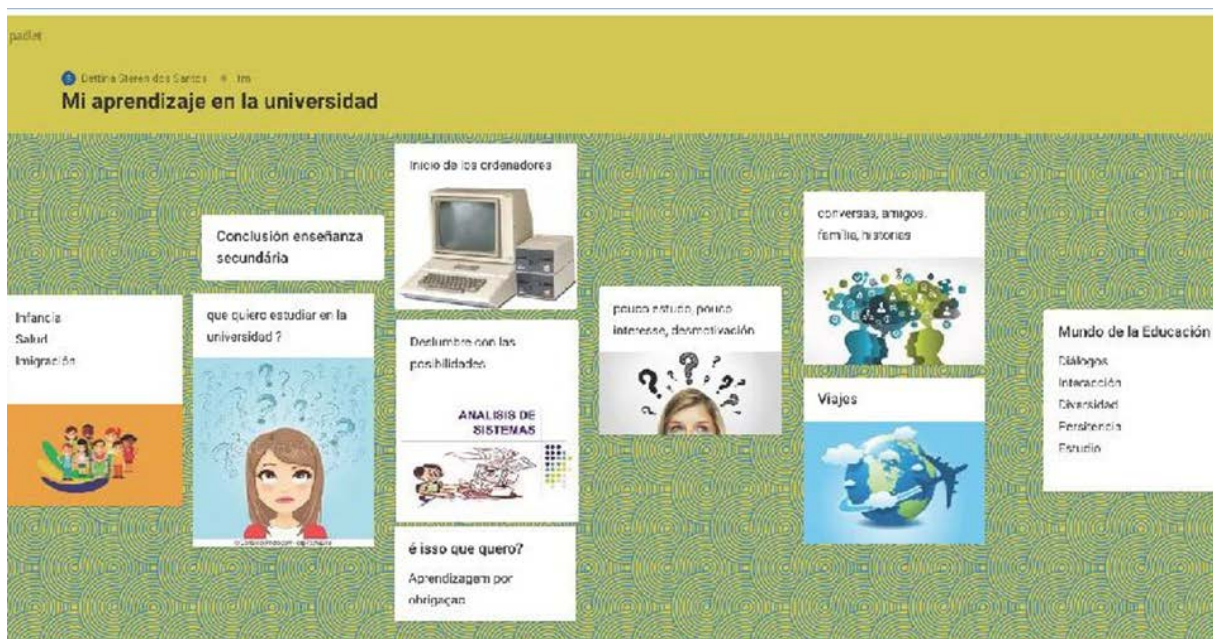 padlet
Bettina Steren dos Santos 1m
Mi aprendizaje en la universidad
Infancia
Salud
Imigración
Conclusión enseñanza
secundária
que quiero estudiar en la
universidad ?
Inicio de los ordenadores
Deslumbre con las
posibilidades
ANALISIS DE
SISTEMAS
é isso que quero?
Aprendizagem por
obrigaçao
pouco estudo, pouco
interesse, desmotivación
conversas, amigos,
família, historias
Viajes
Mundo de la Educación
Diálogos
Interacción
Diversidad
Persitencia
Estudio